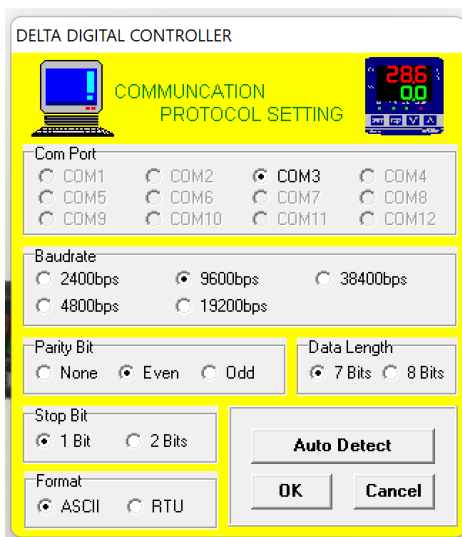 DELTA DIGITAL CONTROLLER
COMMUNCATION
PROTOCOL SETTING
28.6
0.0
Com Port
COM1 COM2 COM3 COM4
COM5 COM6 COM7 COM8
COM9 COM10 COM11 COM12
Baudrate
2400bps 9600bps 38400bps
4800bps 19200bps
Parity Bit
None Even Odd
Data Length
7 Bits 8 Bits
Stop Bit
1 Bit 2 Bits
Auto Detect
Format
ASCII RTU
OK Cancel